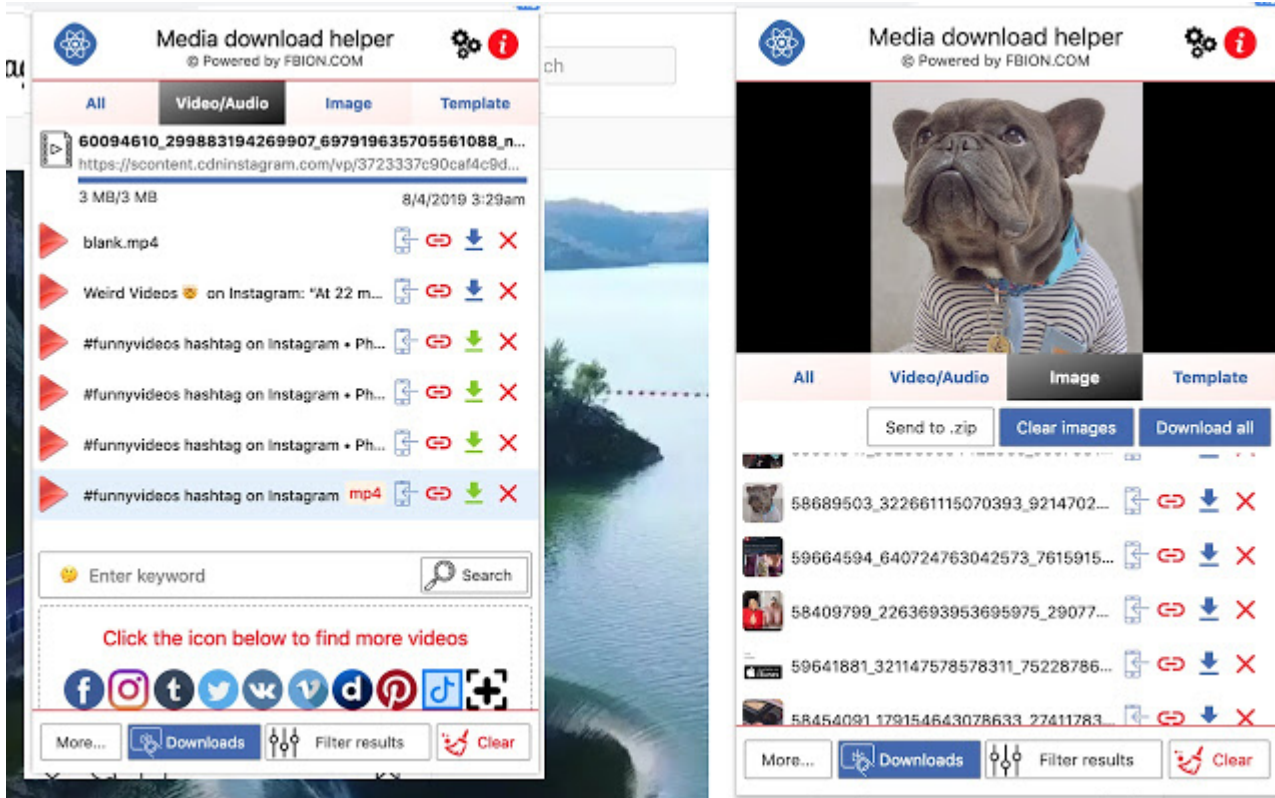 Media download helper
© Powered by FBION.COM
All
Video/Audio
Image
Template
60094610_299883194269907_697919635705561088_n...
https://scontent.cdninstagram.com/vp/3723337c90caf4c9d...
3 MB/3 MB
8/4/2019 3:29am
blank.mp4
Weird Videos 🤯 on Instagram: "At 22 m...
#funnyvideos hashtag on Instagram • Ph...
#funnyvideos hashtag on Instagram • Ph...
#funnyvideos hashtag on Instagram • Ph...
#funnyvideos hashtag on Instagram mp4
Enter keyword
Search
Click the icon below to find more videos
More...
Downloads
Filter results
Clear
ch
Media download helper
© Powered by FBION.COM
All
Video/Audio
Image
Template
Send to .zip
Clear images
Download all
58689503_322661115070393_9214702...
59664594_640724763042573_7615915...
58409799_2263693953695975_29077...
59641881_321147578578311_75228786...
58454091_179154643078633_27411783...
More...
Downloads
Filter results
Clear